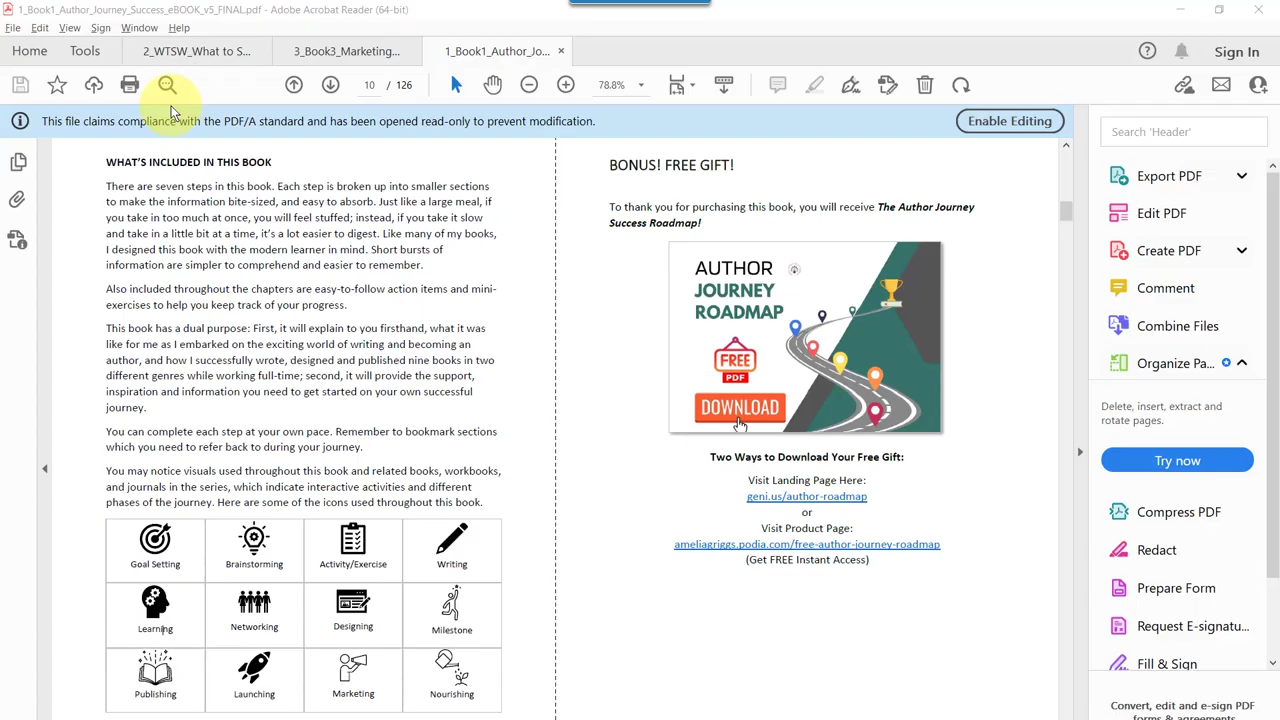 1_Book1_Author_Journey_Success_eBOOK_v5_FINAL.pdf - Adobe Acrobat Reader (64-bit)
File Edit View Sign Window Help
Home Tools 2_WTSW_What to S... 3_Book3_Marketing... 1_Book1_Author_Jo... × Sign In
10 / 126 78.8%
This file claims compliance with the PDF/A standard and has been opened read-only to prevent modification. Enable Editing
WHAT'S INCLUDED IN THIS BOOK
There are seven steps in this book. Each step is broken up into smaller sections
to make the information bite-sized, and easy to absorb. Just like a large meal, if
you take in too much at once, you will feel stuffed; instead, if you take it slow
and take in a little bit at a time, it's a lot easier to digest. Like many of my books,
I designed this book with the modern learner in mind. Short bursts of
information are simpler to comprehend and easier to remember.
Also included throughout the chapters are easy-to-follow action items and mini-
exercises to help you keep track of your progress.
This book has a dual purpose: First, it will explain to you firsthand, what it was
like for me as I embarked on the exciting world of writing and becoming an
author, and how I successfully wrote, designed and published nine books in two
different genres while working full-time; second, it will provide the support,
inspiration and information you need to get started on your own successful
journey.
You can complete each step at your own pace. Remember to bookmark sections
which you need to refer back to during your journey.
You may notice visuals used throughout this book and related books, workbooks,
and journals in the series, which indicate interactive activities and different
phases of the journey. Here are some of the icons used throughout this book.
Goal Setting Brainstorming Activity/Exercise Writing
Learning Networking Designing Milestone
Publishing Launching Marketing Nourishing
BONUS! FREE GIFT!
To thank you for purchasing this book, you will receive The Author Journey
Success Roadmap!
AUTHOR
JOURNEY
ROADMAP
FREE
PDF
DOWNLOAD
Two Ways to Download Your Free Gift:
Visit Landing Page Here:
geni.us/author-roadmap
or
Visit Product Page:
ameliagriggs.podia.com/free-author-journey-roadmap
(Get FREE Instant Access)
Search 'Header'
Export PDF
Edit PDF
Create PDF
Comment
Combine Files
Organize Pa...
Delete, insert, extract and
rotate pages.
Try now
Compress PDF
Redact
Prepare Form
Request E-signatu...
Fill & Sign
Convert, edit and e-sign PDF
forms & agreements